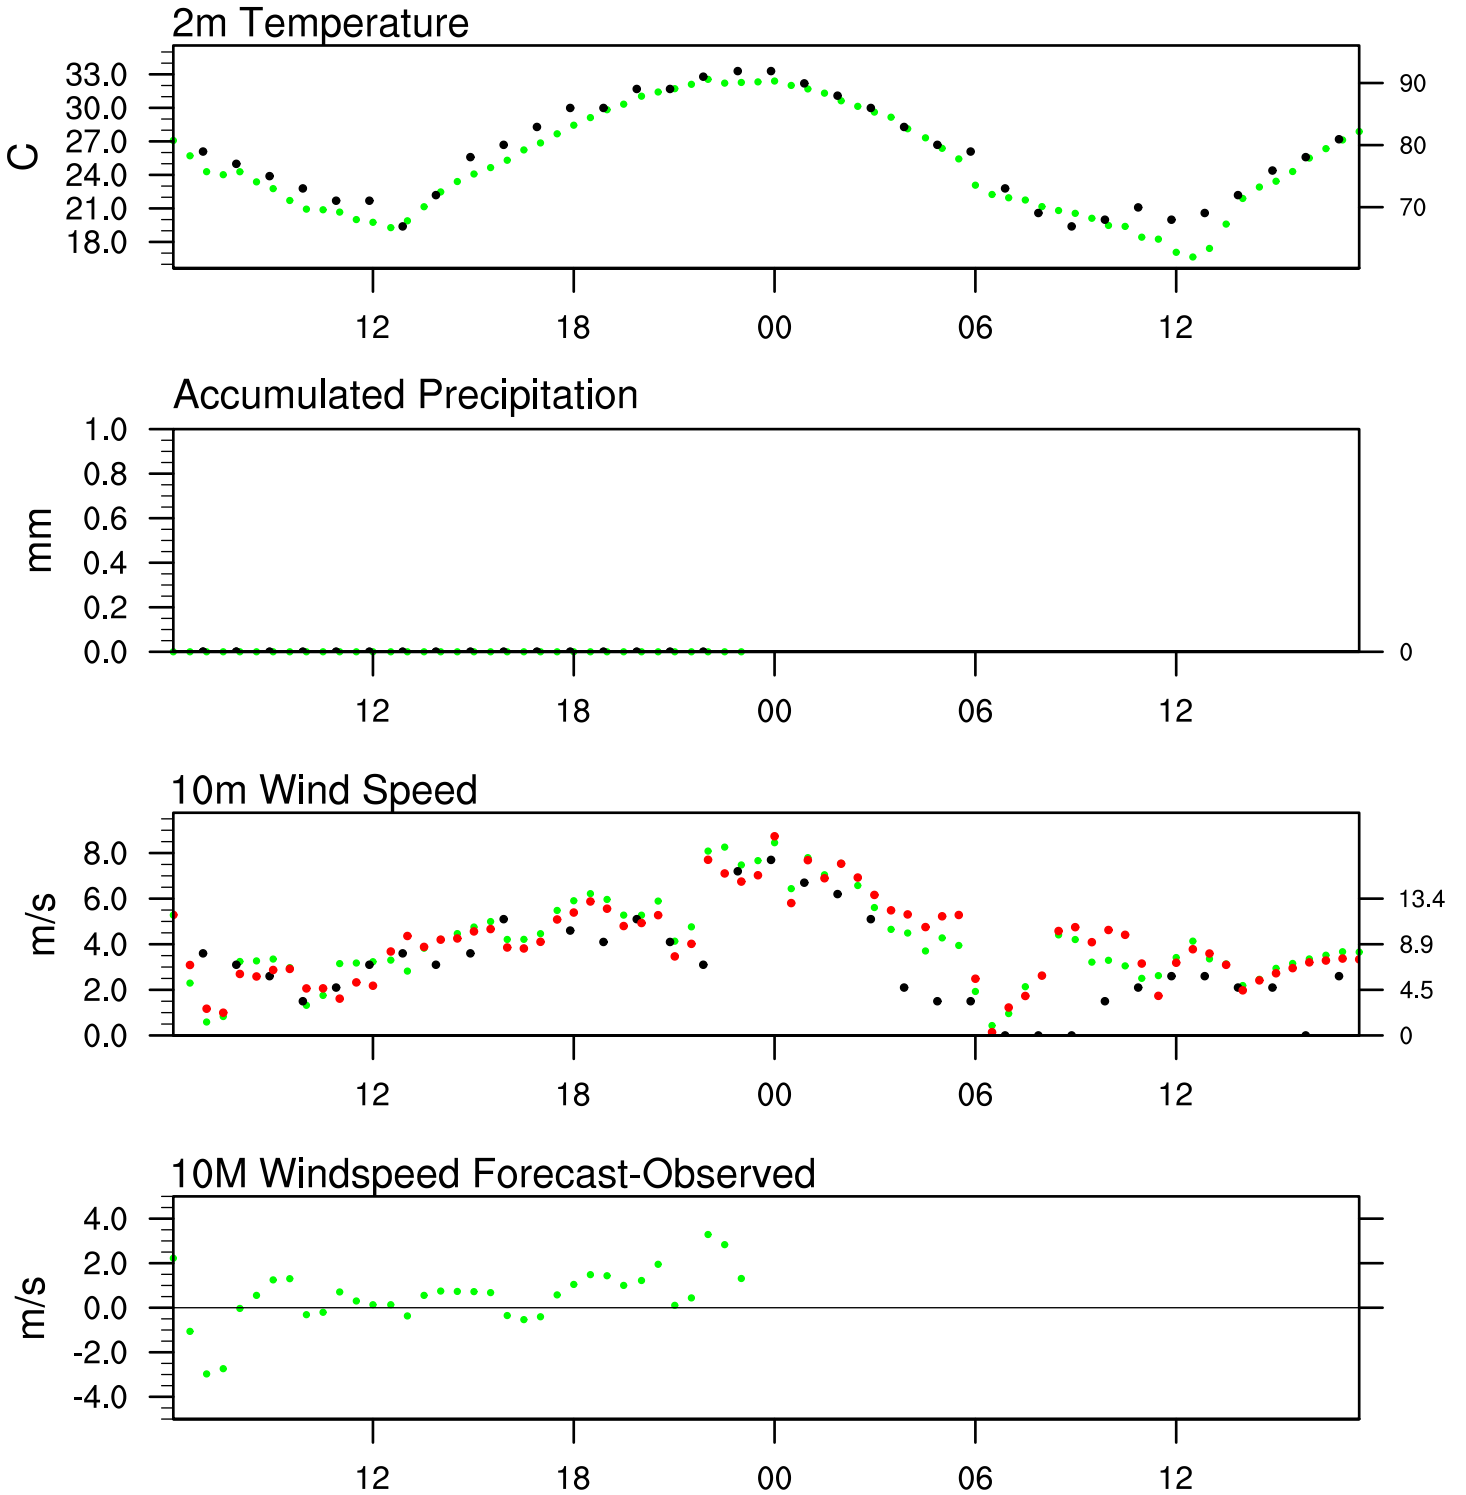 2m Temperature
33.0
30.0
27.0
24.0
21.0
18.0
C
90
80
70
12 18 00 06 12
Accumulated Precipitation
1.0
0.8
0.6
0.4
0.2
0.0
mm
0
12 18 00 06 12
10m Wind Speed
8.0
6.0
4.0
2.0
0.0
m/s
13.4
8.9
4.5
0
12 18 00 06 12
10M Windspeed Forecast-Observed
4.0
2.0
0.0
-2.0
-4.0
m/s
12 18 00 06 12